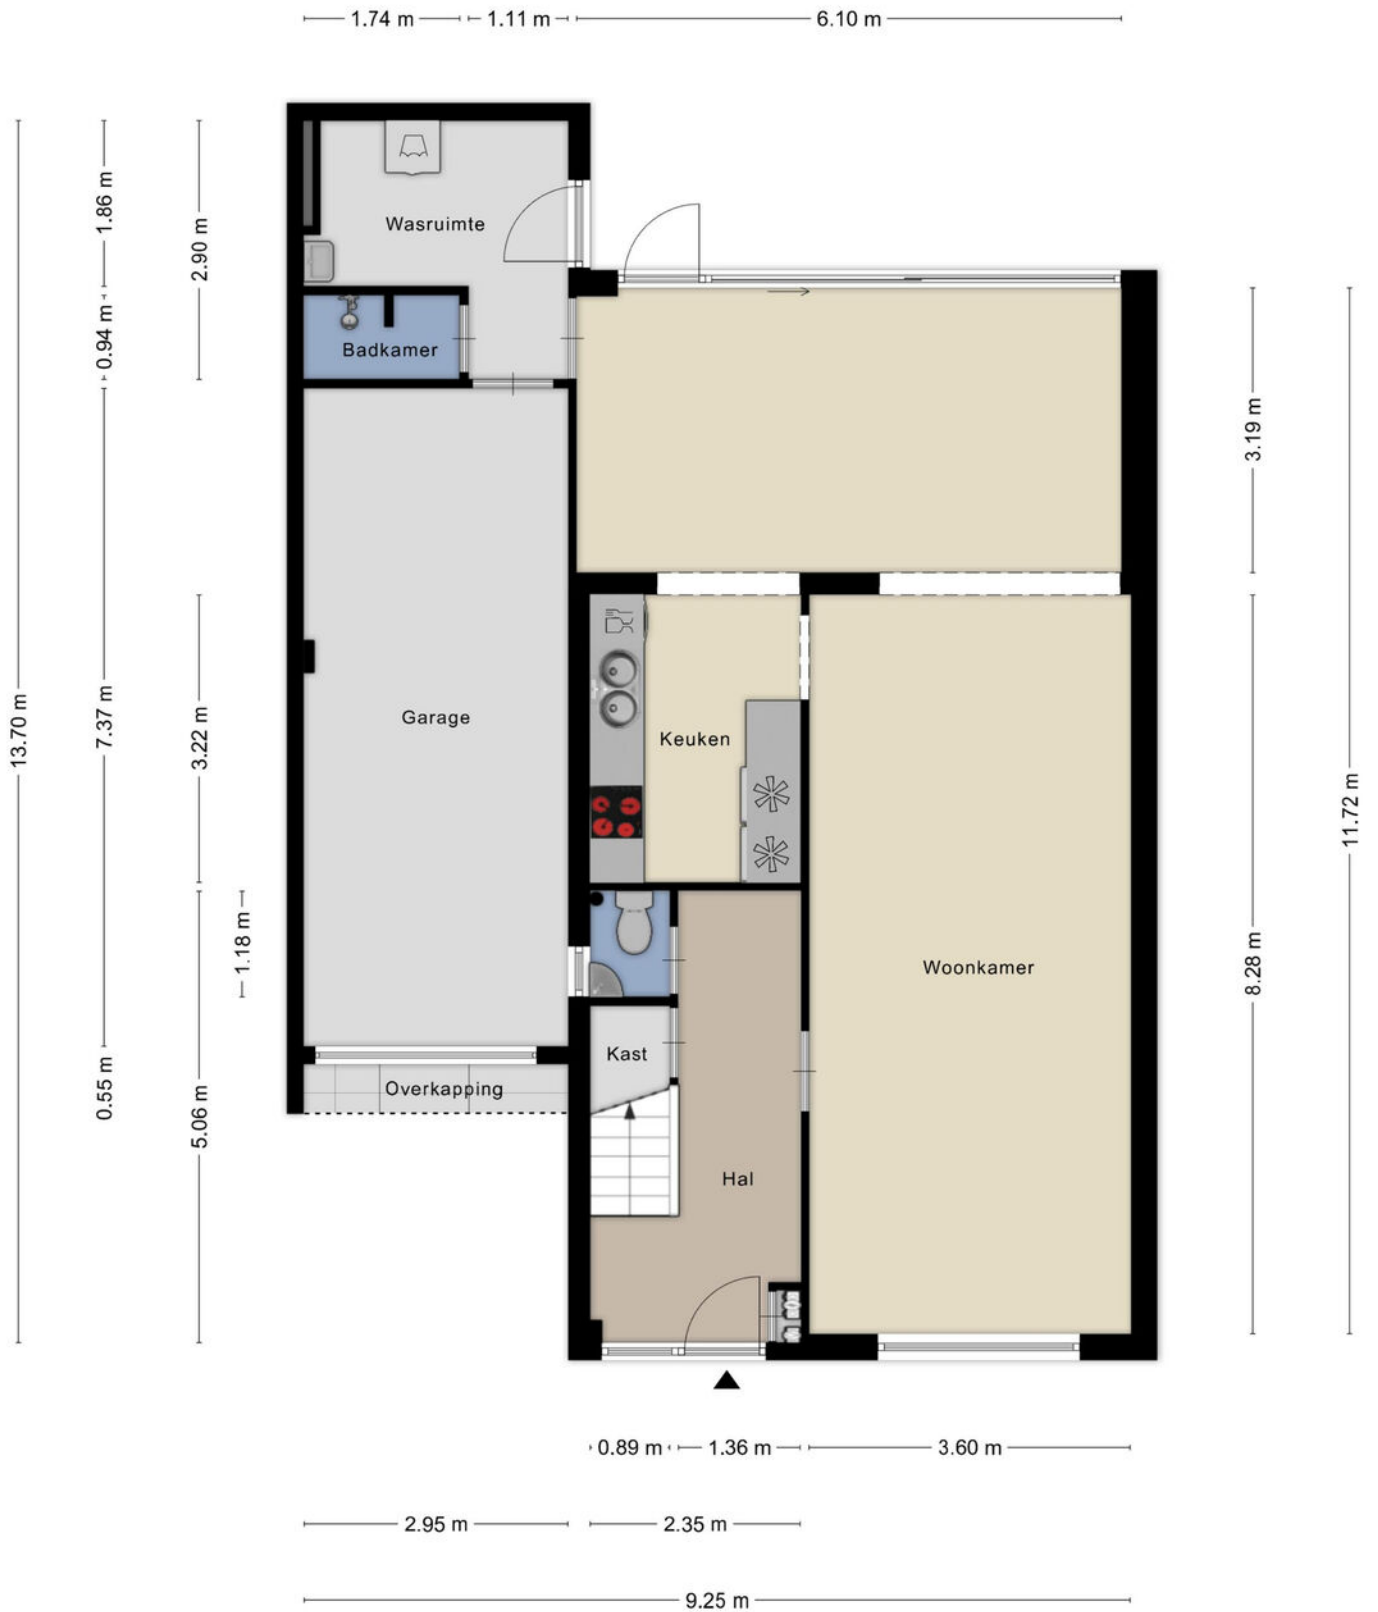 1.74 m
1.11 m
6.10 m
13.70 m
1.86 m
0.94 m
7.37 m
0.55 m
2.90 m
3.22 m
5.06 m
1.18 m
Wasruimte
Badkamer
Garage
Keuken
Woonkamer
Kast
Overkapping
Hal
3.19 m
8.28 m
11.72 m
0.89 m
1.36 m
3.60 m
2.95 m
2.35 m
9.25 m